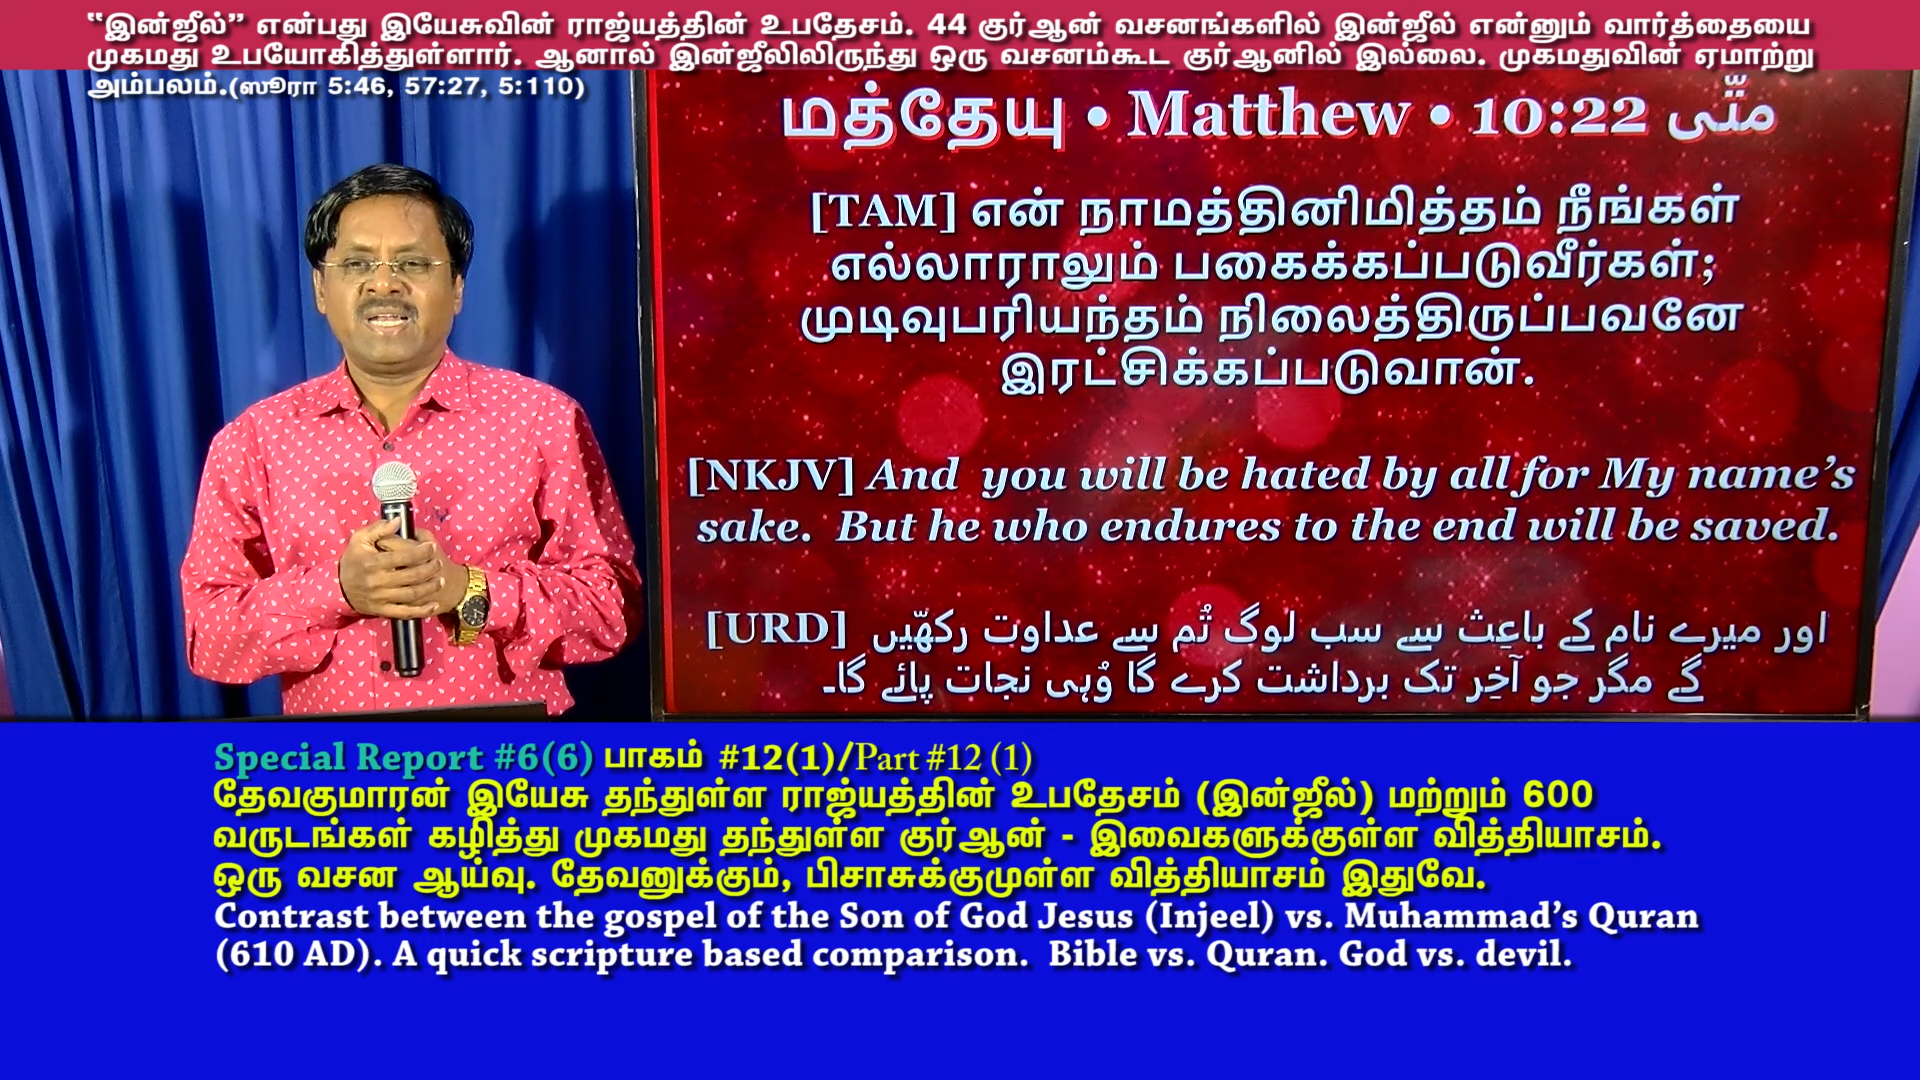 “இன்ஜீல்” என்பது இயேசுவின் ராஜ்யத்தின் உபதேசம். 44 குர்ஆன் வசனங்களில் இன்ஜீல் என்னும் வார்த்தையை
முகமது உபயோகித்துள்ளார். ஆனால் இன்ஜீலிலிருந்து ஒரு வசனம்கூட குர்ஆனில் இல்லை. முகமதுவின் ஏமாற்று
அம்பலம்.(ஸூரா 5:46, 57:27, 5:110)
மத்தேயு • Matthew • 10:22 متّی
[TAM] என் நாமத்தினிமித்தம் நீங்கள்
எல்லாராலும் பகைக்கப்படுவீர்கள்;
முடிவுபரியந்தம் நிலைத்திருப்பவனே
இரட்சிக்கப்படுவான்.
[NKJV] And you will be hated by all for My name’s
sake. But he who endures to the end will be saved.
[URD] اور میرے نام کے باعِث سے سب لوگ تُم سے عداوت رکھّیں
گے مگر جو آخِر تک برداشت کرے گا وُہی نجات پائے گا۔
Special Report #6(6) பாகம் #12(1)/Part #12 (1)
தேவகுமாரன் இயேசு தந்துள்ள ராஜ்யத்தின் உபதேசம் (இன்ஜீல்) மற்றும் 600
வருடங்கள் கழித்து முகமது தந்துள்ள குர்ஆன் - இவைகளுக்குள்ள வித்தியாசம்.
ஒரு வசன ஆய்வு. தேவனுக்கும், பிசாசுக்குமுள்ள வித்தியாசம் இதுவே.
Contrast between the gospel of the Son of God Jesus (Injeel) vs. Muhammad’s Quran
(610 AD). A quick scripture based comparison. Bible vs. Quran. God vs. devil.